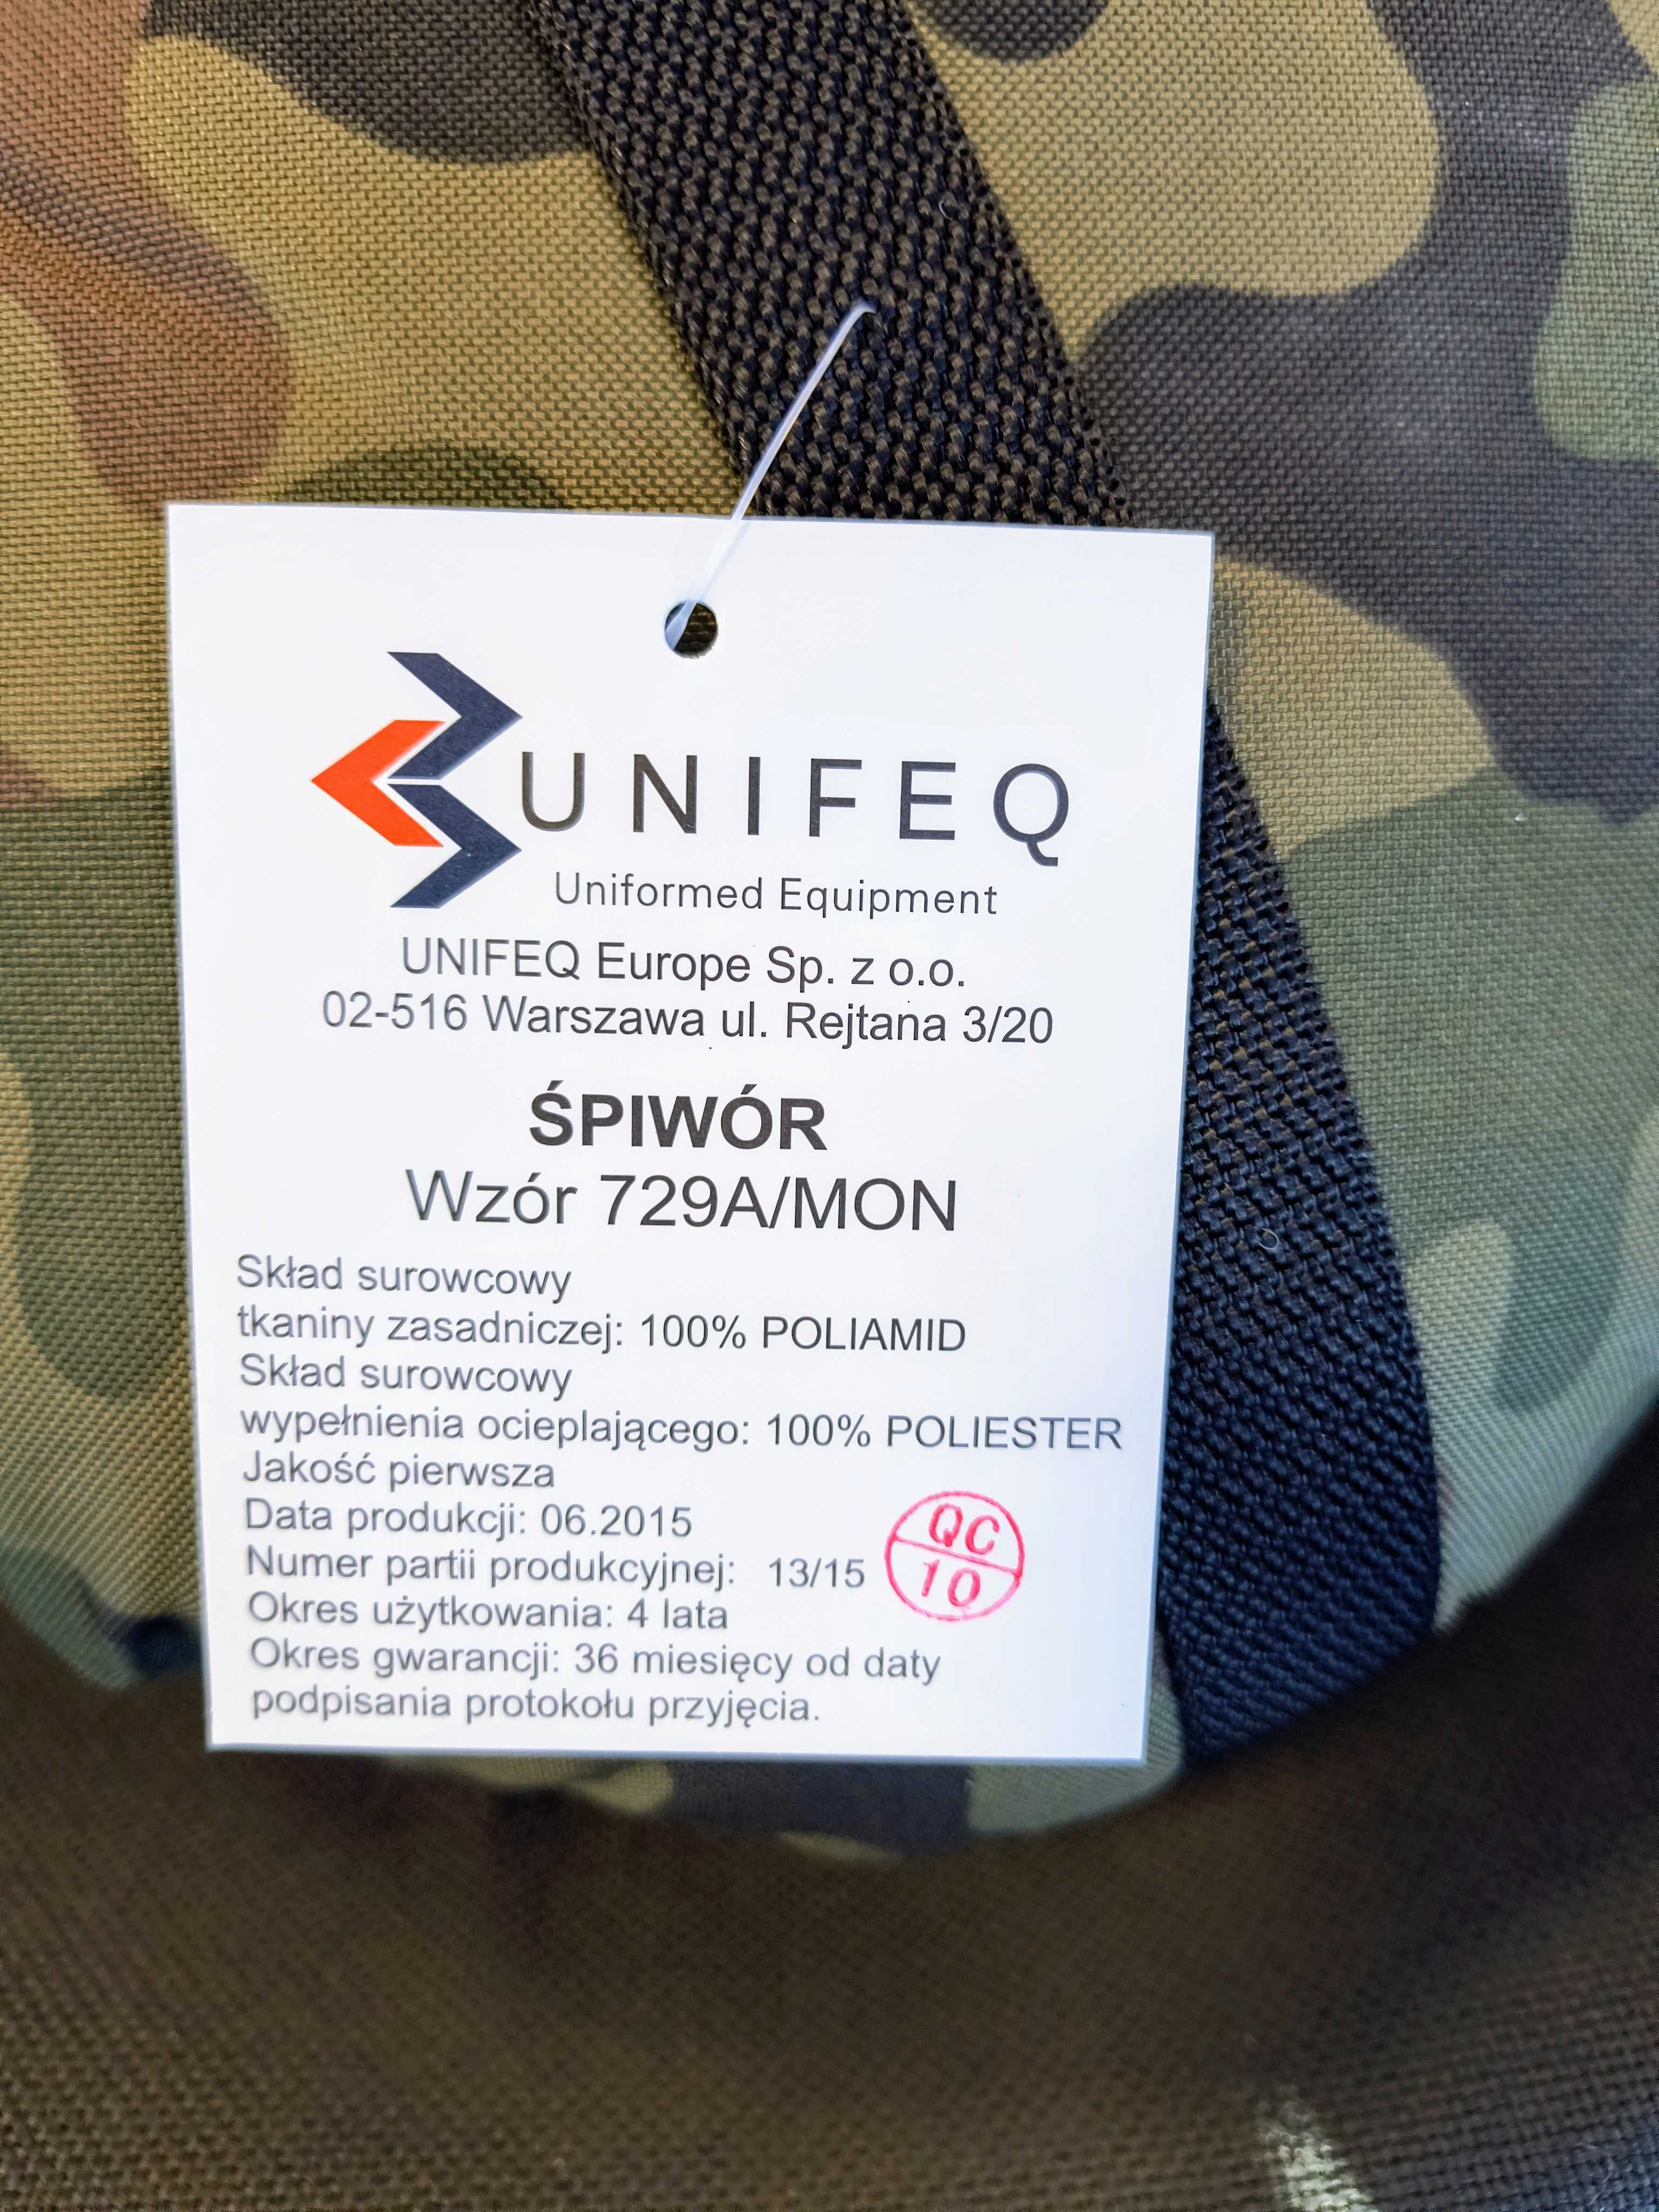 UNIFEQ
Uniformed Equipment
UNIFEQ Europe Sp. z o.o.
02-516 Warszawa ul. Rejtana 3/20
ŚPIWÓR
Wzór 729A/MON
Skład surowcowy
tkaniny zasadniczej: 100% POLIAMID
Skład surowcowy
wypełnienia ocieplającego: 100% POLIESTER
Jakość pierwsza
Data produkcji: 06.2015
Numer partii produkcyjnej: 13/15
QC
10
Okres użytkowania: 4 lata
Okres gwarancji: 36 miesięcy od daty
podpisania protokołu przyjęcia.